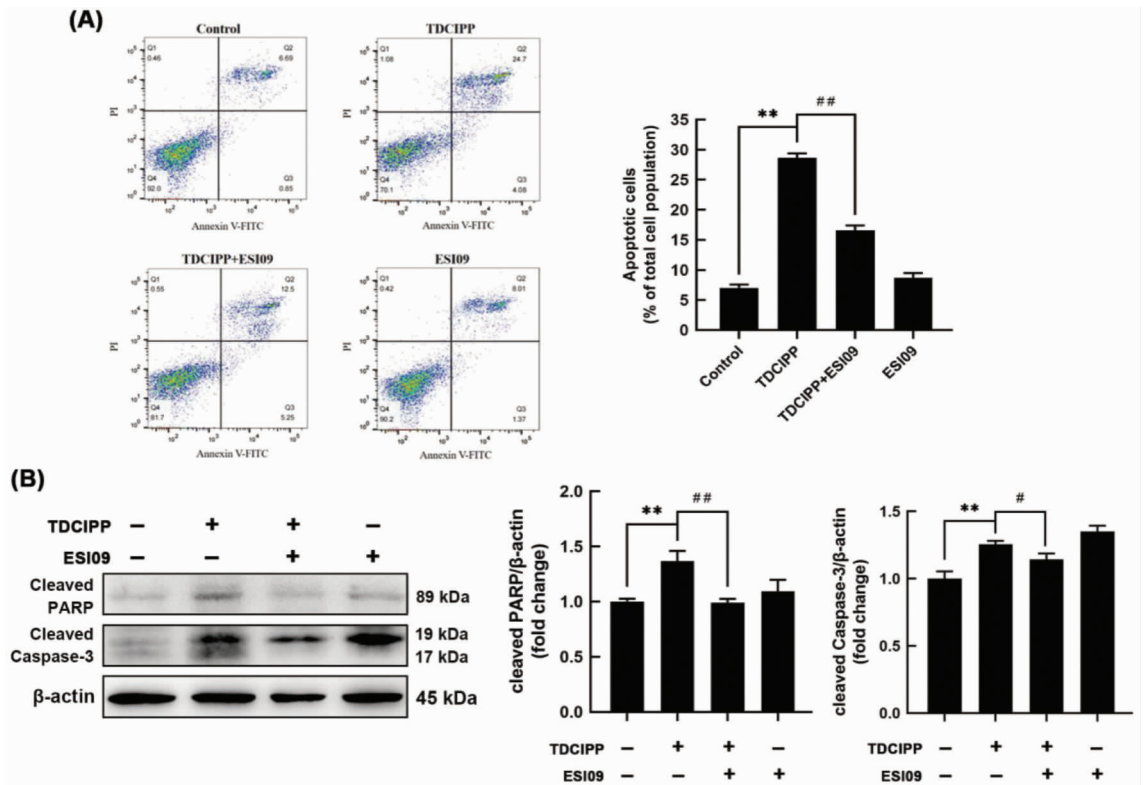 (A)
Control
Q1
0.46
Q2
6.69
Q4
92.0
Q3
0.85
PI
Annexin V-FITC
TDCIPP
Q1
1.08
Q2
24.7
Q4
70.1
Q3
4.08
PI
Annexin V-FITC
TDCIPP+ESI09
Q1
0.55
Q2
12.5
Q4
81.7
Q3
5.25
PI
Annexin V-FITC
ESI09
Q1
0.42
Q2
8.01
Q4
90.2
Q3
1.37
PI
Annexin V-FITC
Apoptotic cells
(% of total cell population)
35
30
25
20
15
10
5
0
** ##
Control
TDCIPP
TDCIPP+ESI09
ESI09
(B)
TDCIPP − + + −
ESI09 − − + +
Cleaved
PARP
89 kDa
Cleaved
Caspase-3
19 kDa
17 kDa
β-actin
45 kDa
cleaved PARP/β-actin
(fold change)
2.0
1.5
1.0
0.5
0.0
** ##
TDCIPP − + + −
ESI09 − − + +
cleaved Caspase-3/β-actin
(fold change)
1.5
1.0
0.5
0.0
** #
TDCIPP − + + −
ESI09 − − + +